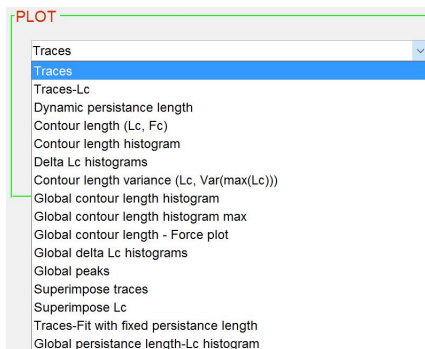 PLOT
Traces
Traces
Traces-Lc
Dynamic persistance length
Contour length (Lc, Fc)
Contour length histogram
Delta Lc histograms
Contour length variance (Lc, Var(max(Lc)))
Global contour length histogram
Global contour length histogram max
Global contour length - Force plot
Global delta Lc histograms
Global peaks
Superimpose traces
Superimpose Lc
Traces-Fit with fixed persistance length
Global persistance length-Lc histogram